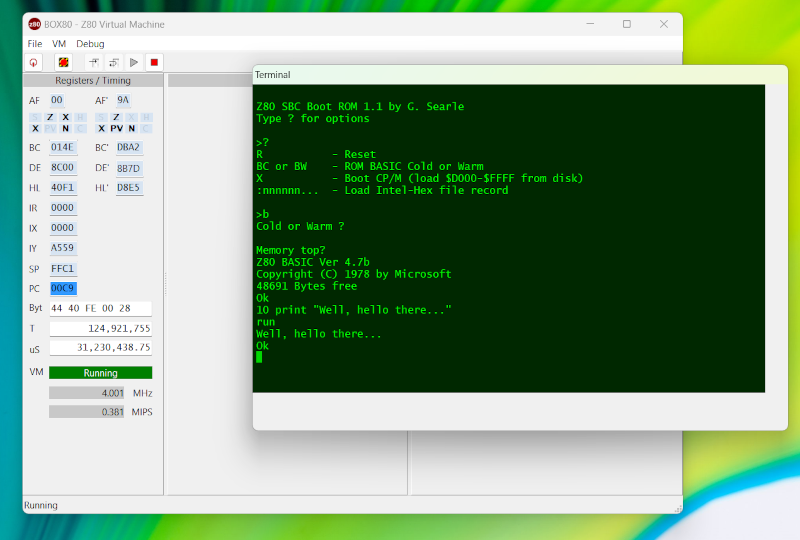 Z80 BOX80 - Z80 Virtual Machine
File VM Debug
Registers / Timing
AF 00 AF' 9A
S Z X H S Z X H
X PV N C X PV N C
BC 014E BC' DBA2
DE 8C00 DE' 8B7D
HL 40F1 HL' D8E5
IR 0000
IX 0000
IY A559
SP FFC1
PC 00C9
Byt 44 40 FE 00 28
T 124,921,755
uS 31,230,438.75
VM Running
4.001 MHz
0.381 MIPS
Running
Terminal
Z80 SBC Boot ROM 1.1 by G. Searle
Type ? for options
>?
R - Reset
BC or BW - ROM BASIC Cold or Warm
X - Boot CP/M (load $D000-$FFFF from disk)
:nnnnnn... - Load Intel-Hex file record
>b
Cold or Warm ?
Memory top?
Z80 BASIC Ver 4.7b
Copyright (C) 1978 by Microsoft
48691 Bytes free
Ok
10 print "Well, hello there..."
run
Well, hello there...
Ok